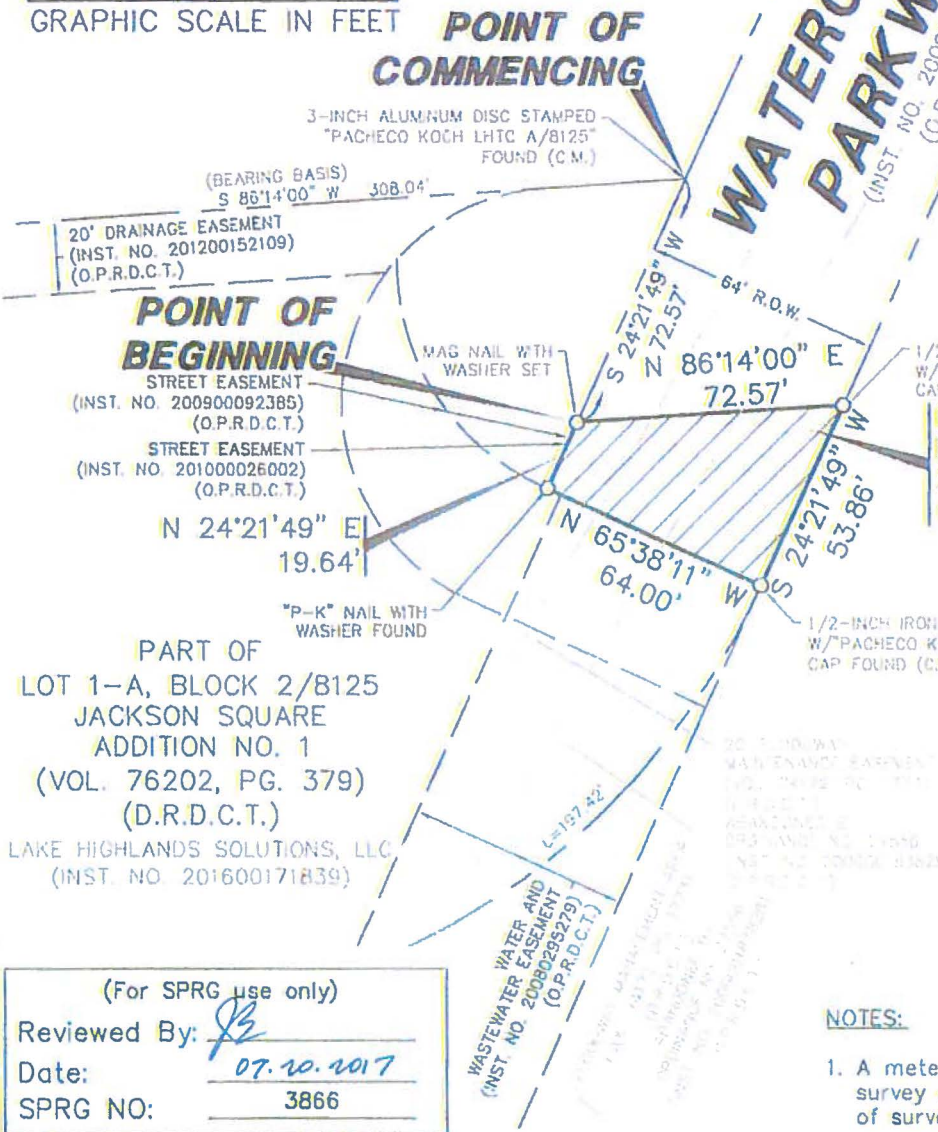 GRAPHIC SCALE IN FEET
POINT OF
COMMENCING
3-INCH ALUMINUM DISC STAMPED
"PACHECO KOCH LHTC A/8125"
FOUND (C.M.)
(BEARING BASIS)
S 86°14'00" W 308.04'
20' DRAINAGE EASEMENT
(INST. NO. 201200152109)
(O.P.R.D.C.T.)
PARKW
(INST. NO.
S 24°21'49" W
72.57'
64' R.O.W.
POINT OF
BEGINNING
MAG NAIL WITH
WASHER SET
N 86°14'00" E
72.57'
STREET EASEMENT
(INST. NO. 200900092385)
(O.P.R.D.C.T.)
STREET EASEMENT
(INST. NO. 201000026002)
(O.P.R.D.C.T.)
N 24°21'49" E
19.64'
S 24°21'49" W
53.86'
N 65°38'11" W
64.00'
"P-K" NAIL WITH
WASHER FOUND
1/2-INCH IRON
W/"PACHECO K
CAP FOUND (C.
PART OF
LOT 1-A, BLOCK 2/8125
JACKSON SQUARE
ADDITION NO. 1
(VOL. 76202, PG. 379)
(D.R.D.C.T.)
LAKE HIGHLANDS SOLUTIONS, LLC
(INST. NO. 201600171839)
MAINTENANCE EASEMENT
L=197.42'
WATER AND
WASTEWATER EASEMENT
(INST. NO. 20080295279)
(O.P.R.D.C.T.)
(For SPRG use only)
Reviewed By:
Date: 07.20.2017
SPRG NO: 3866
NOTES:
1. A mete
survey
of surve